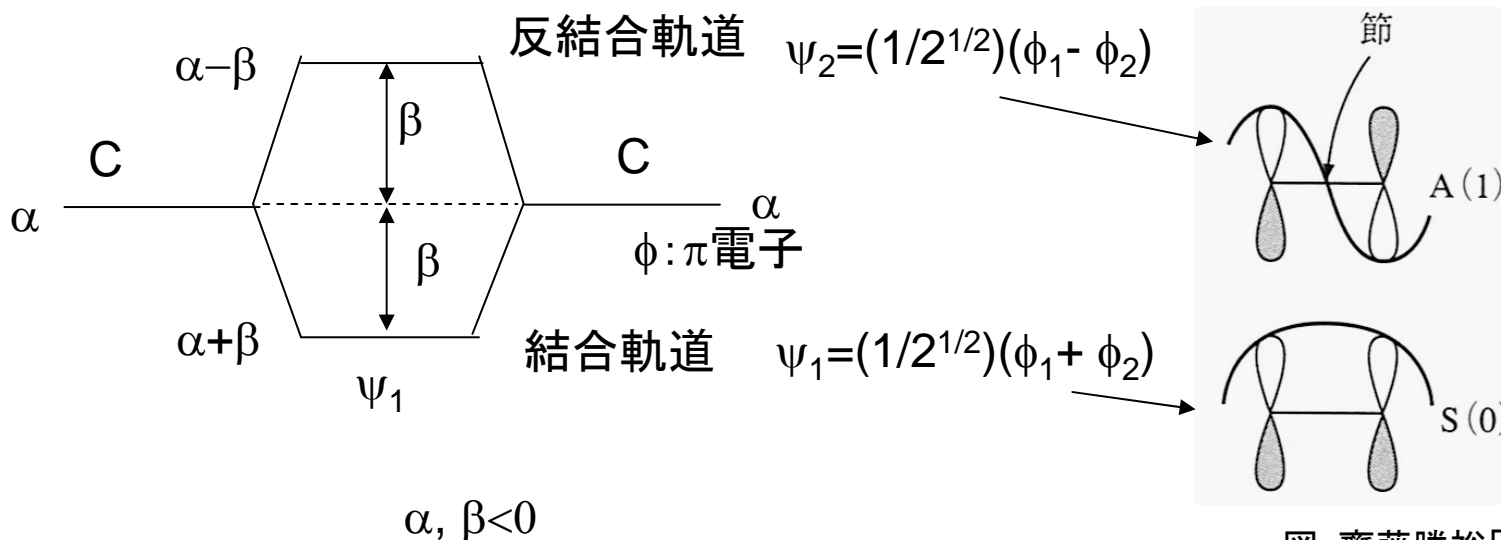 反結合軌道
ψ₂=(1/2^{1/2})(ϕ₁- ϕ₂)
節
α−β
β
C
C
A(1)
α
α
ϕ:π電子
β
α+β
結合軌道
ψ₁=(1/2^{1/2})(ϕ₁+ ϕ₂)
ψ₁
S(0)
α, β<0